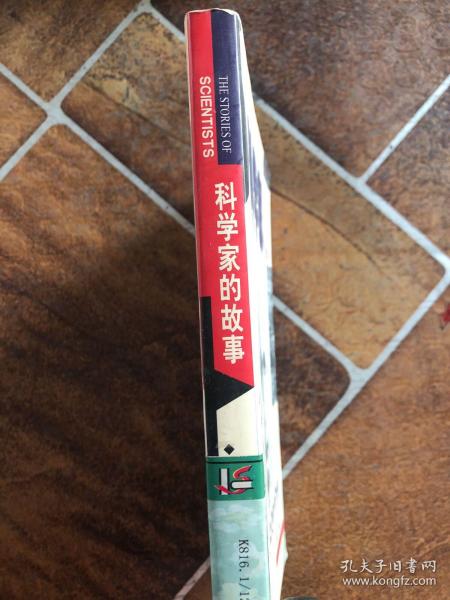 THE STORIES OF
SCIENTISTS
科学家的故事
K816.1/1
孔夫子旧书网
www.kongfz.com